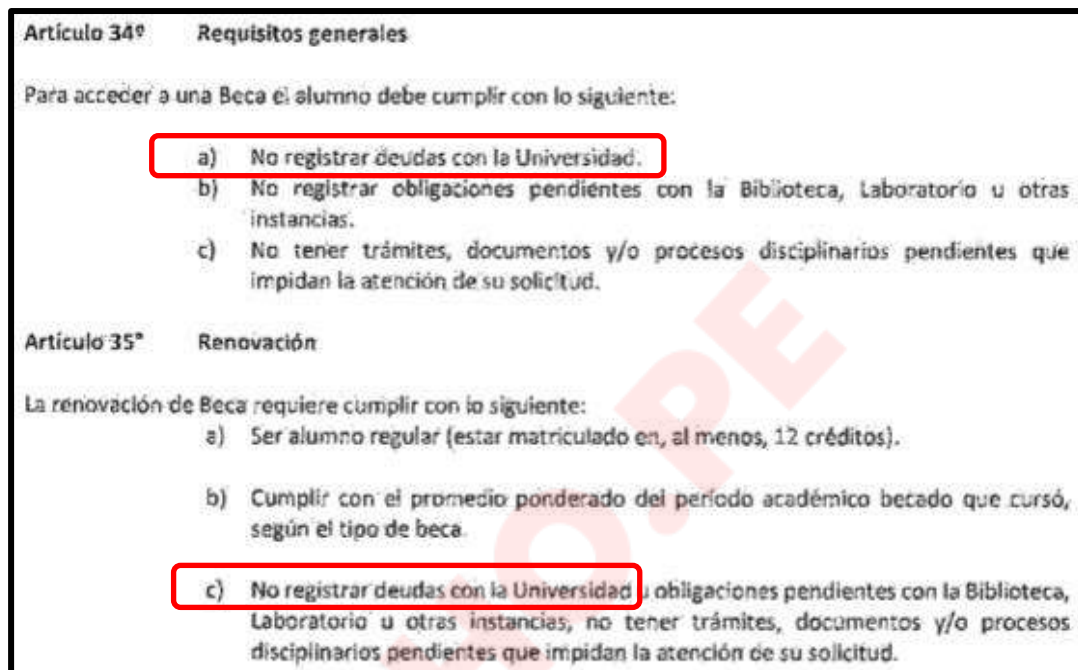 Artículo 34º Requisitos generales
Para acceder a una Beca el alumno debe cumplir con lo siguiente:
a) No registrar deudas con la Universidad.
b) No registrar obligaciones pendientes con la Biblioteca, Laboratorio u otras
instancias.
c) No tener trámites, documentos y/o procesos disciplinarios pendientes que
impidan la atención de su solicitud.
Artículo 35° Renovación
La renovación de Beca requiere cumplir con lo siguiente:
a) Ser alumno regular (estar matriculado en, al menos, 12 créditos).
b) Cumplir con el promedio ponderado del período académico becado que cursó,
según el tipo de beca.
c) No registrar deudas con la Universidad u obligaciones pendientes con la Biblioteca,
Laboratorio u otras instancias, no tener trámites, documentos y/o procesos
disciplinarios pendientes que impidan la atención de su solicitud.